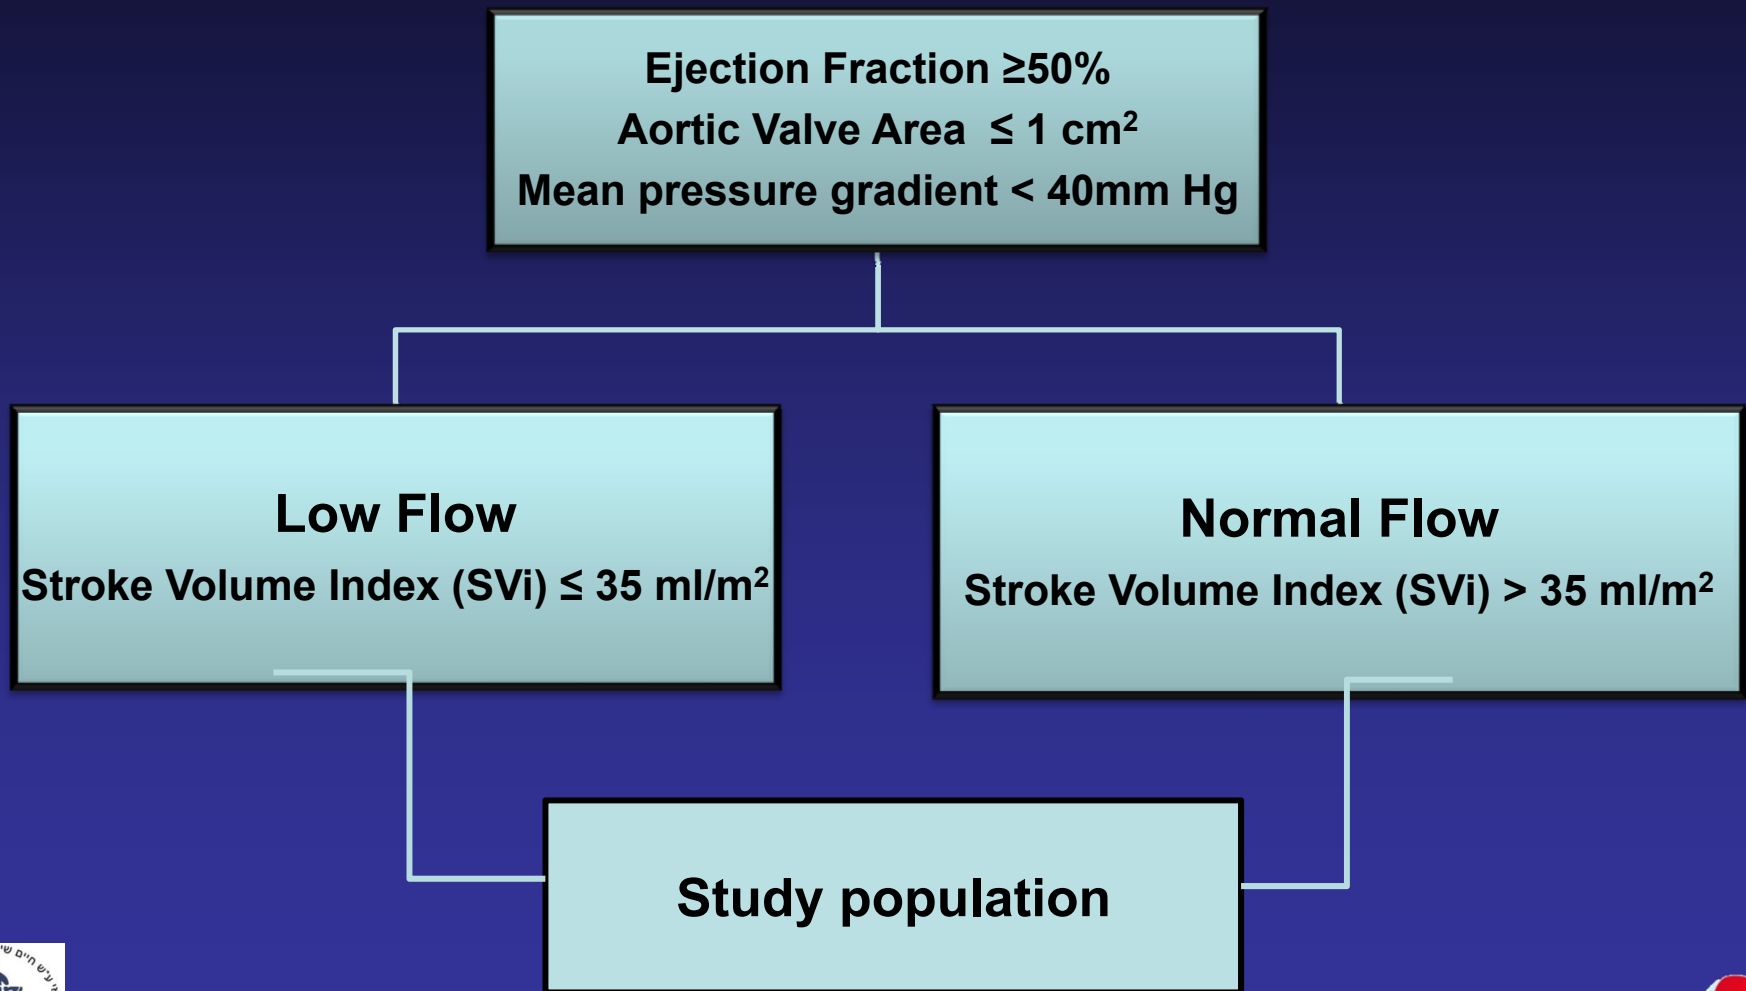 Ejection Fraction ≥50%
Aortic Valve Area ≤ 1 cm²
Mean pressure gradient < 40mm Hg
Low Flow
Stroke Volume Index (SVi) ≤ 35 ml/m²
Normal Flow
Stroke Volume Index (SVi) > 35 ml/m²
Study population
ע״ש חיים